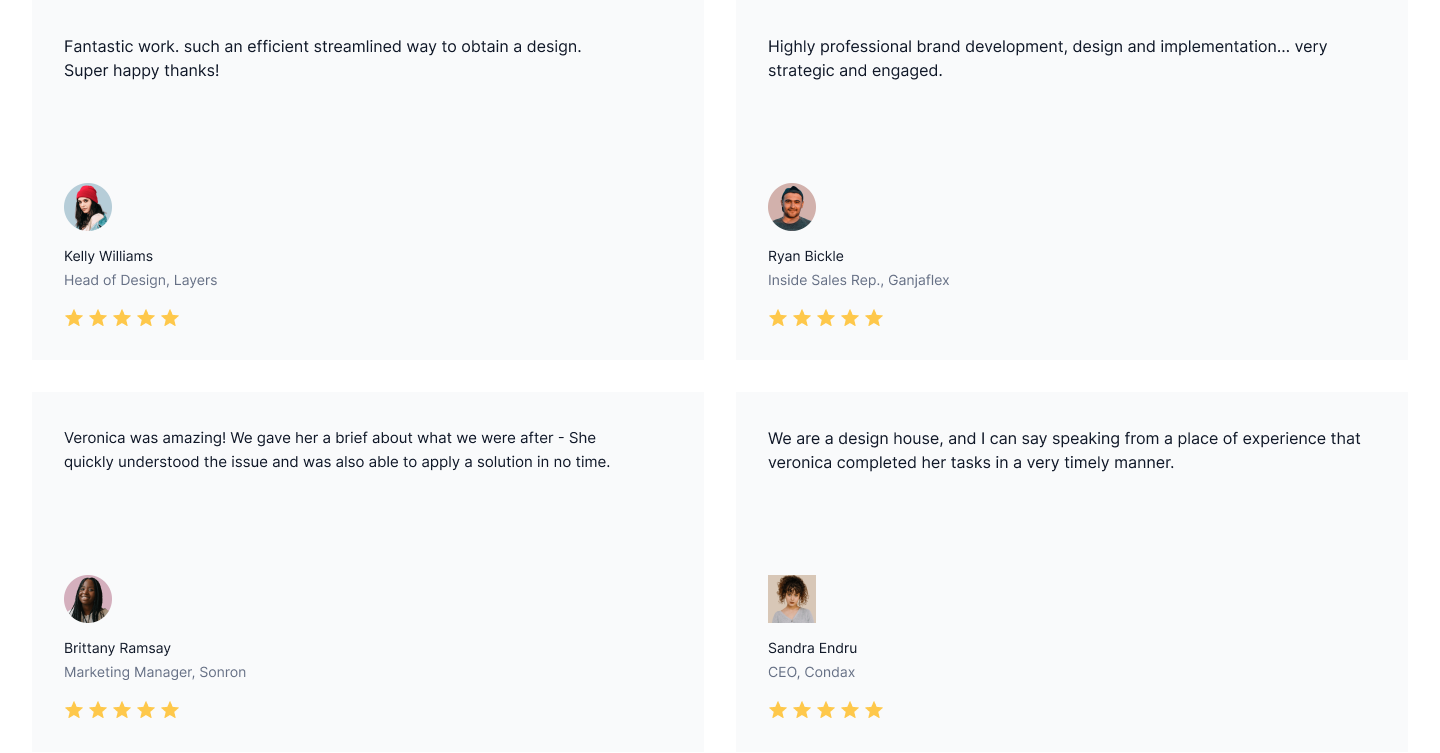 Fantastic work. such an efficient streamlined way to obtain a design.
Super happy thanks!
Kelly Williams
Head of Design, Layers
Highly professional brand development, design and implementation... very
strategic and engaged.
Ryan Bickle
Inside Sales Rep., Ganjaflex
Veronica was amazing! We gave her a brief about what we were after - She
quickly understood the issue and was also able to apply a solution in no time.
Brittany Ramsay
Marketing Manager, Sonron
We are a design house, and I can say speaking from a place of experience that
veronica completed her tasks in a very timely manner.
Sandra Endru
CEO, Condax